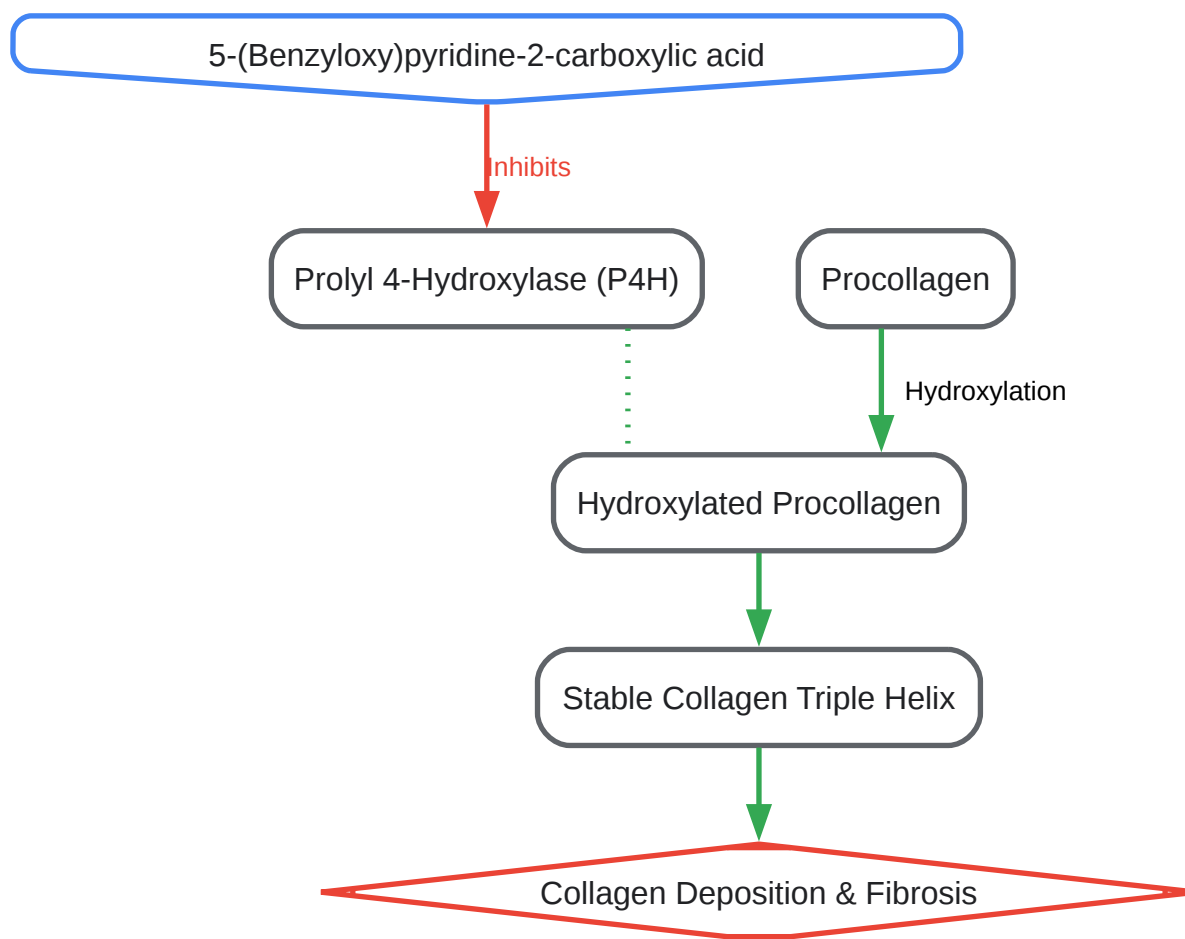 5-(Benzyloxy)pyridine-2-carboxylic acid
Inhibits
Prolyl 4-Hydroxylase (P4H)
Procollagen
Hydroxylation
Hydroxylated Procollagen
Stable Collagen Triple Helix
Collagen Deposition & Fibrosis